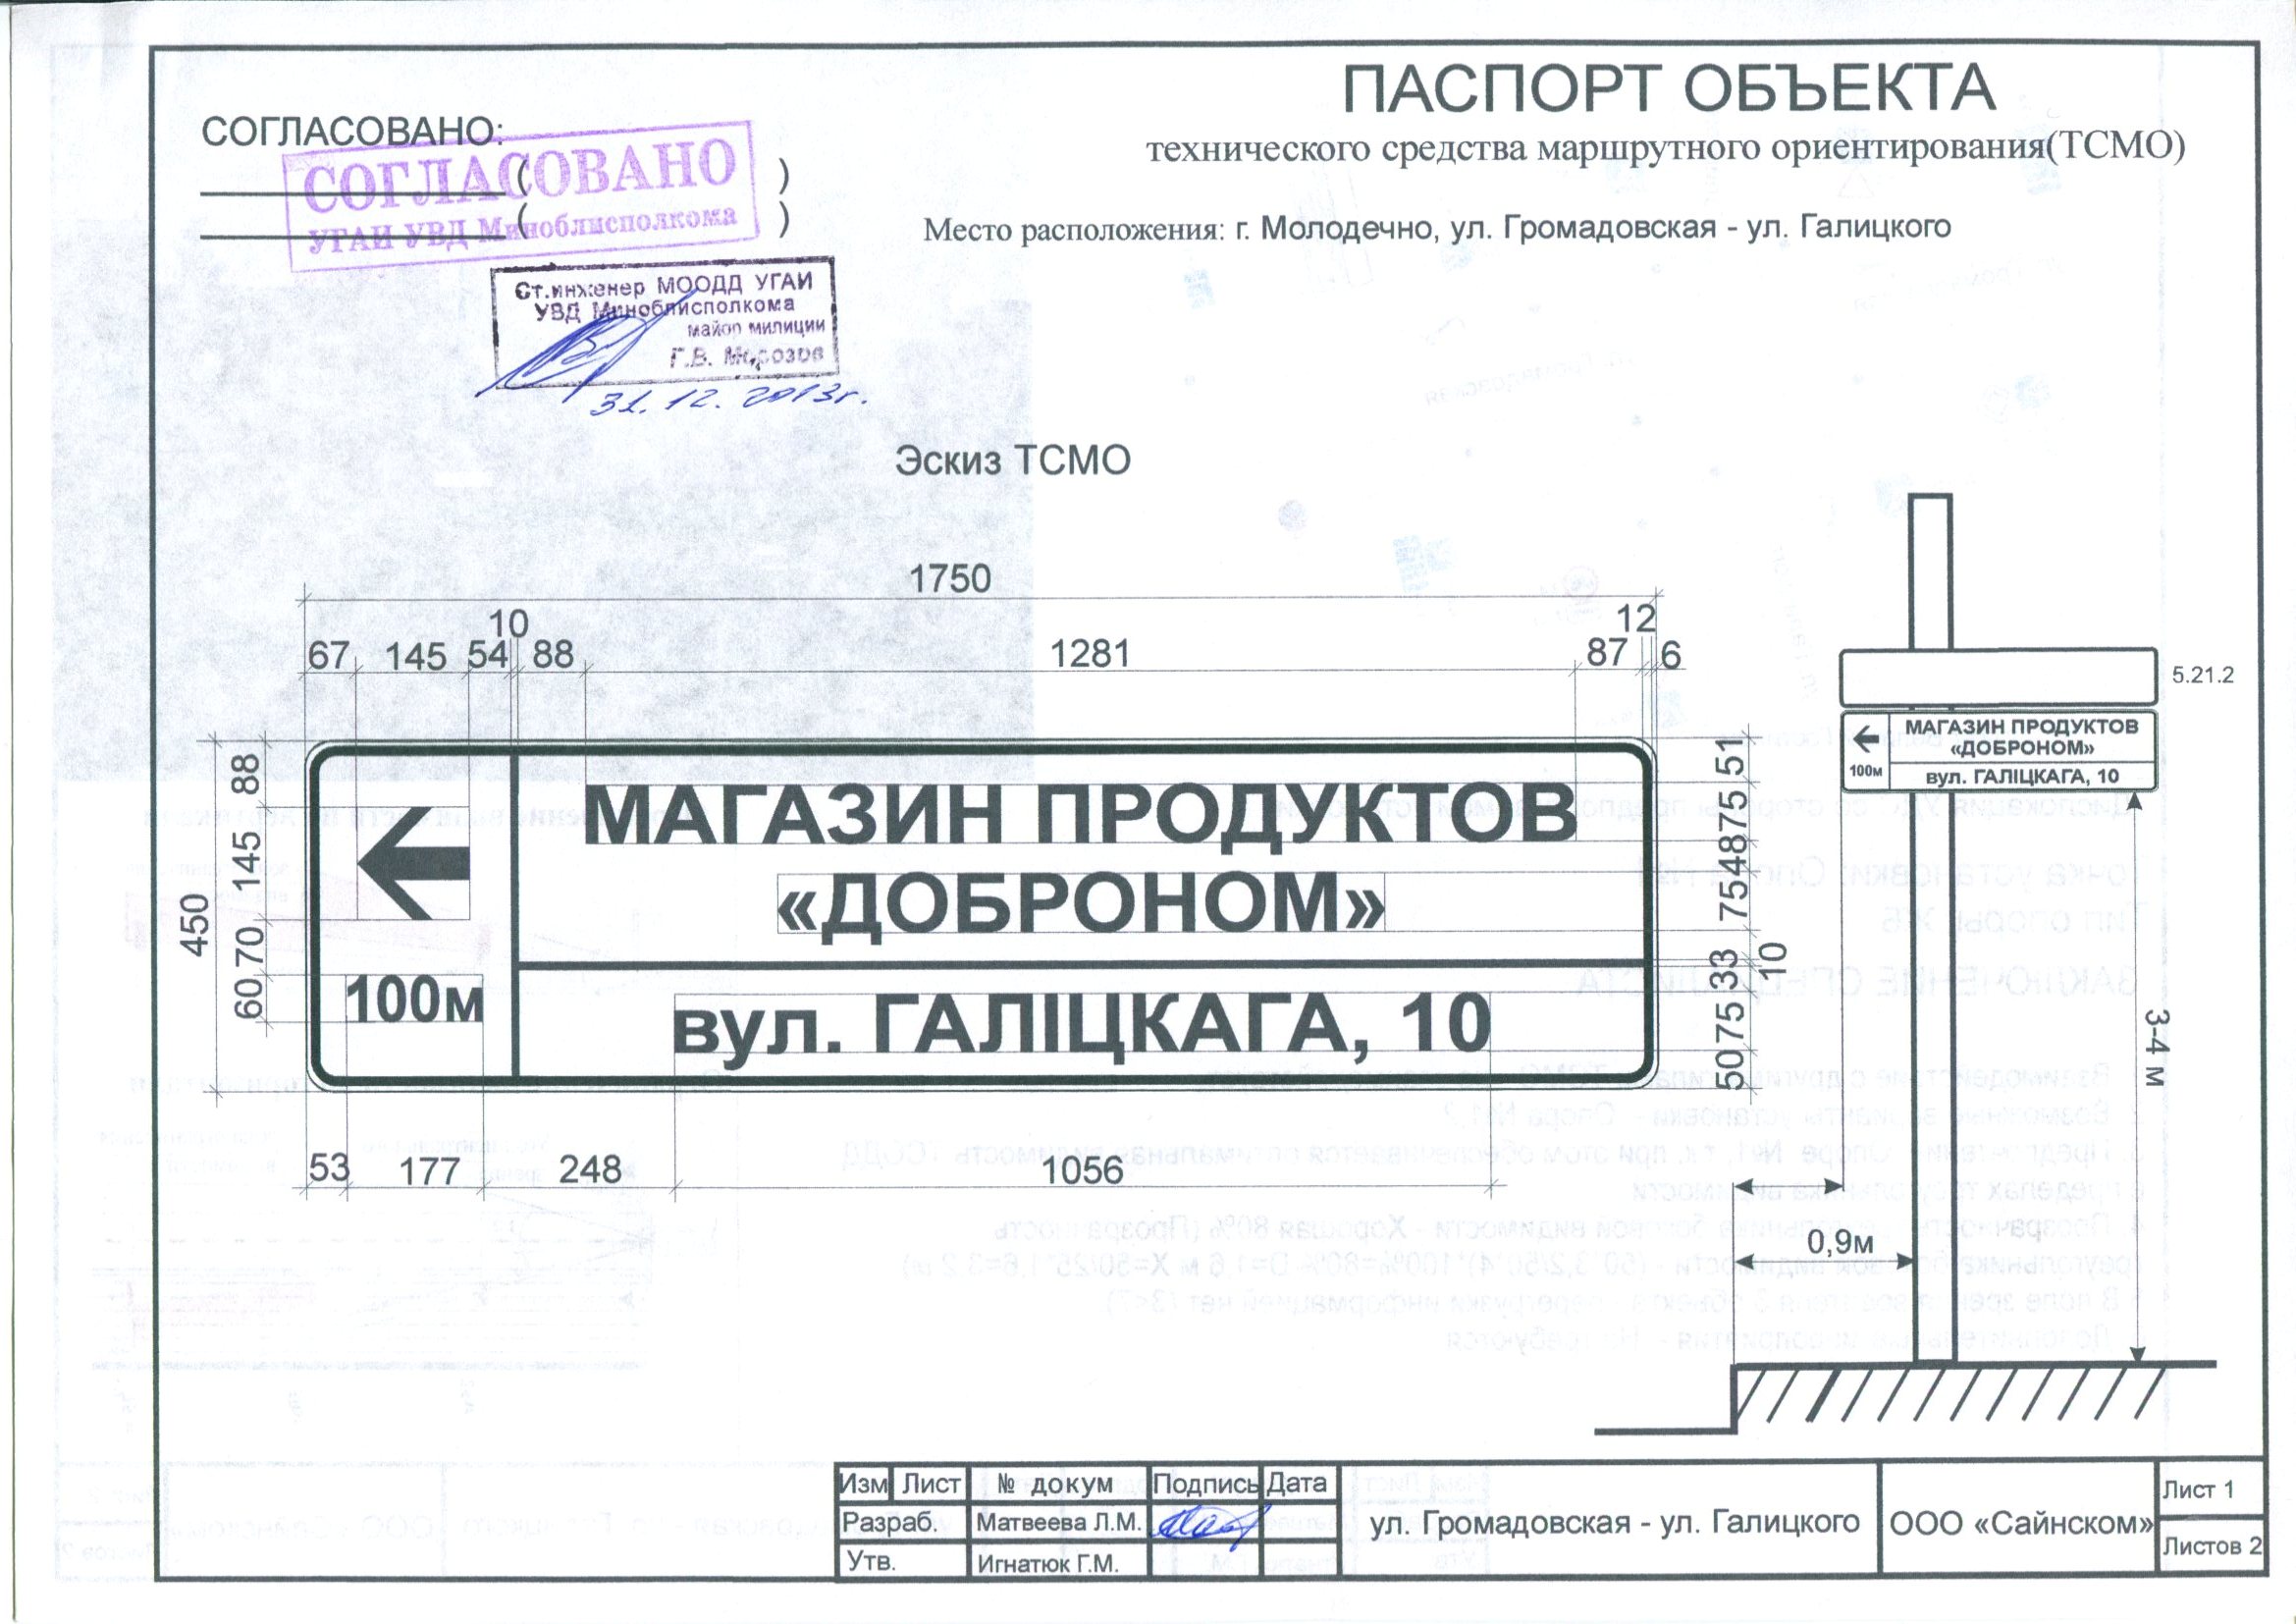 ПАСПОРТ ОБЪЕКТА
технического средства маршрутного ориентирования(ТСМО)
СОГЛАСОВАНО:
( )
( )
СОГЛАСОВАНО
УГАИ УВД Миноблисполкома
Место расположения: г. Молодечно, ул. Громадовская - ул. Галицкого
Ст.инженер МООДД УГАИ
УВД Миноблисполкома
майор милиции
Г.В. Морозов
31.12.2013г.
Эскиз ТСМО
1750
10
12
67 145 54 88 1281 87 6
450
88
145
70
60
МАГАЗИН ПРОДУКТОВ
«ДОБРОНОМ»
100м
вул. ГАЛІЦКАГА, 10
51
75
48
75
33
10
33
75
50
53 177 248 1056
5.21.2
МАГАЗИН ПРОДУКТОВ
«ДОБРОНОМ»
100м
вул. ГАЛІЦКАГА, 10
3-4 м
0,9м
Изм Лист № докум Подпись Дата
Разраб. Матвеева Л.М.
Утв. Игнатюк Г.М.
ул. Громадовская - ул. Галицкого
ООО «Сайнском»
Лист 1
Листов 2